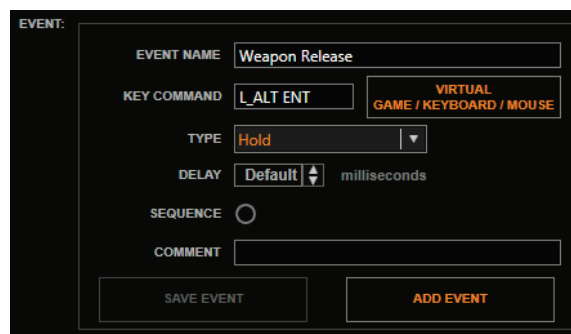 EVENT:
EVENT NAME Weapon Release
KEY COMMAND L_ALT ENT VIRTUAL
GAME / KEYBOARD / MOUSE
TYPE Hold
DELAY Default milliseconds
SEQUENCE
COMMENT
SAVE EVENT ADD EVENT